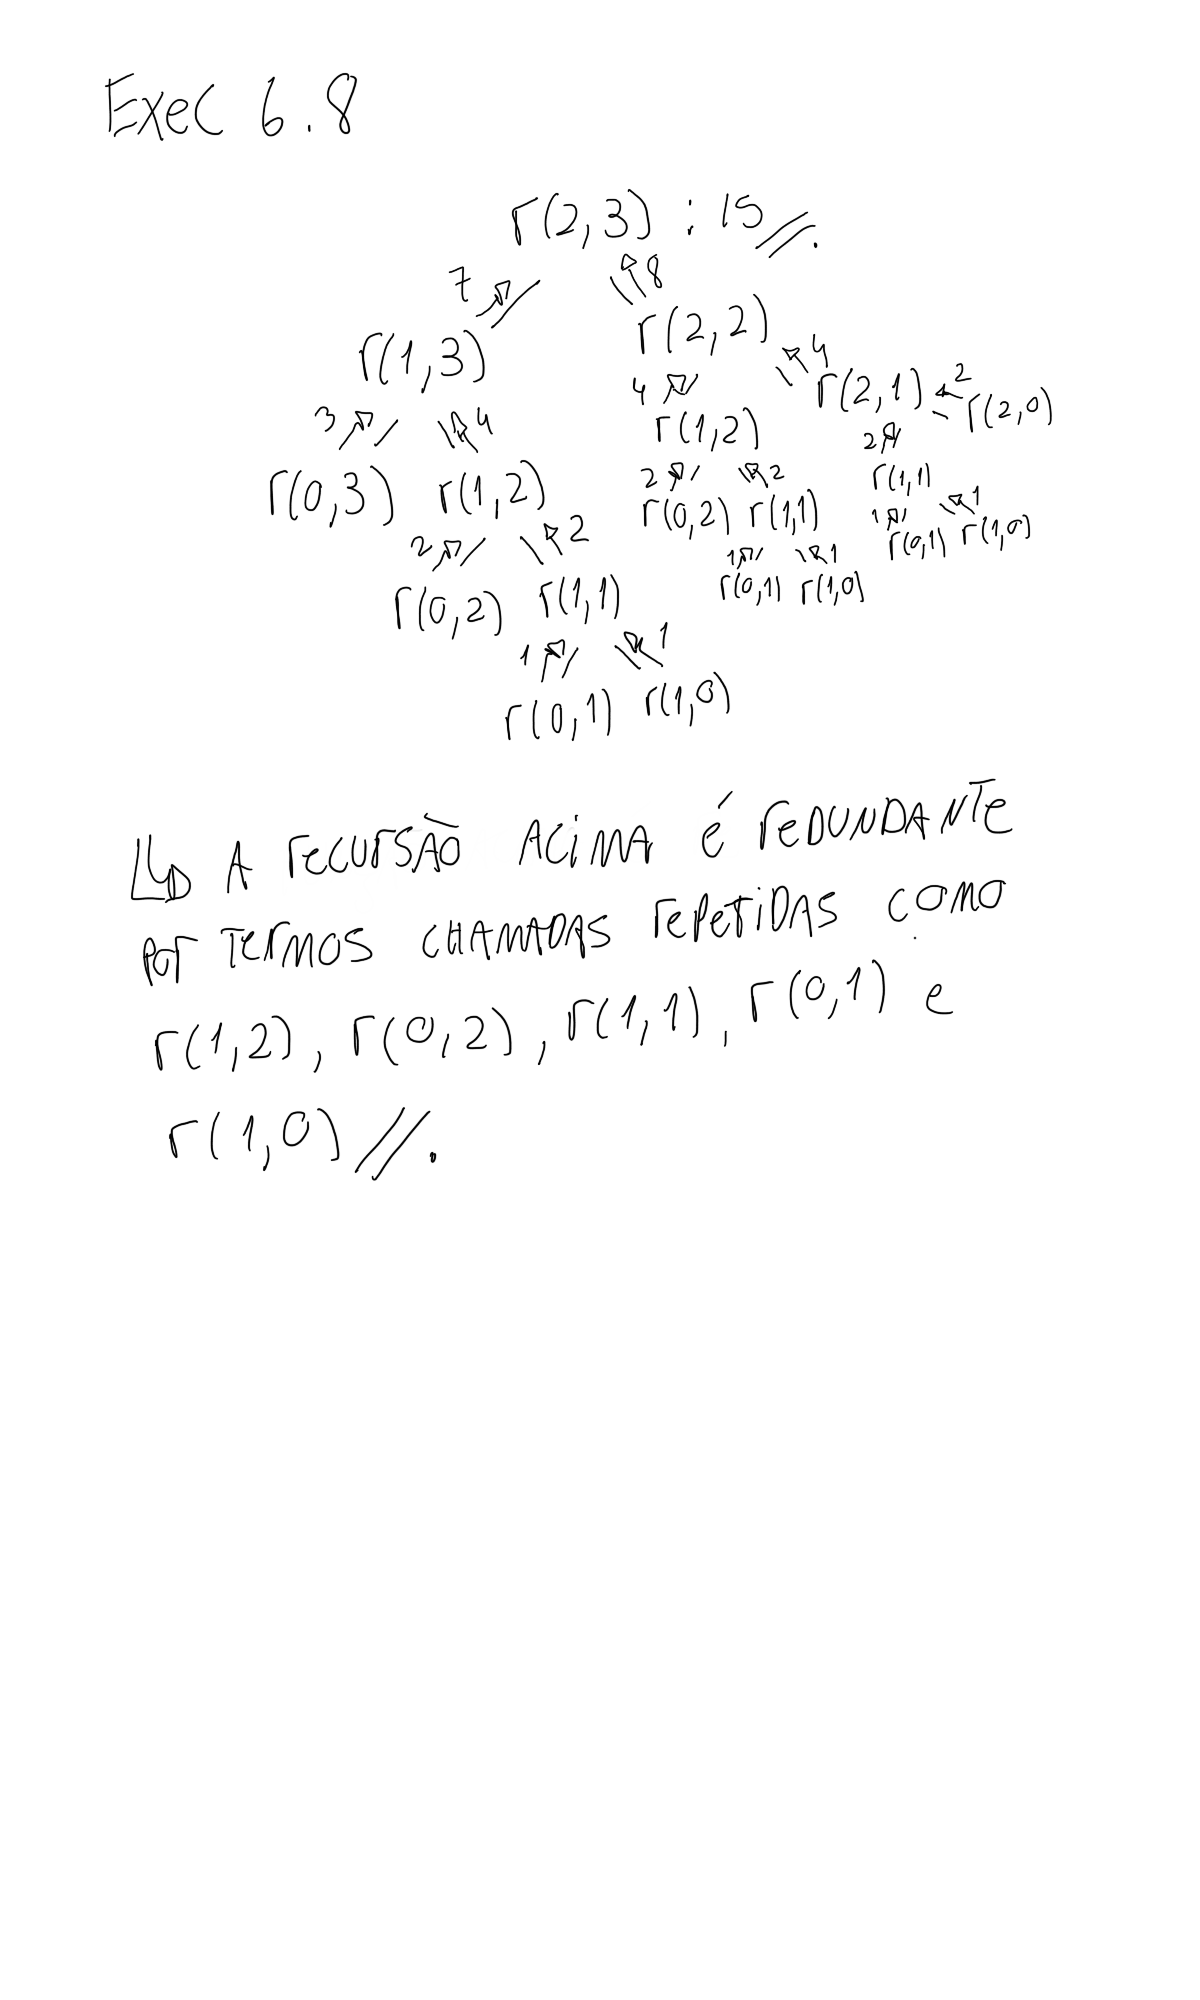 Exec 6.8
r(2,3) : 15//.
7 8
r(1,3) r(2,2)
3 4 4 4
r(2,1) 2 r(2,0)
r(1,2) 2
r(0,3) r(1,2) 2 2 r(1,1)
r(0,2) r(1,1) 1 1
2 2 1 1 r(0,1) r(1,0)
r(0,2) r(1,1) r(0,1) r(1,0)
1 1
r(0,1) r(1,0)
A recursão ACIMA é redundANTE
por Termos CHAMADAS repetidas como
r(1,2), r(0,2), r(1,1), r(0,1) e
r(1,0)//.